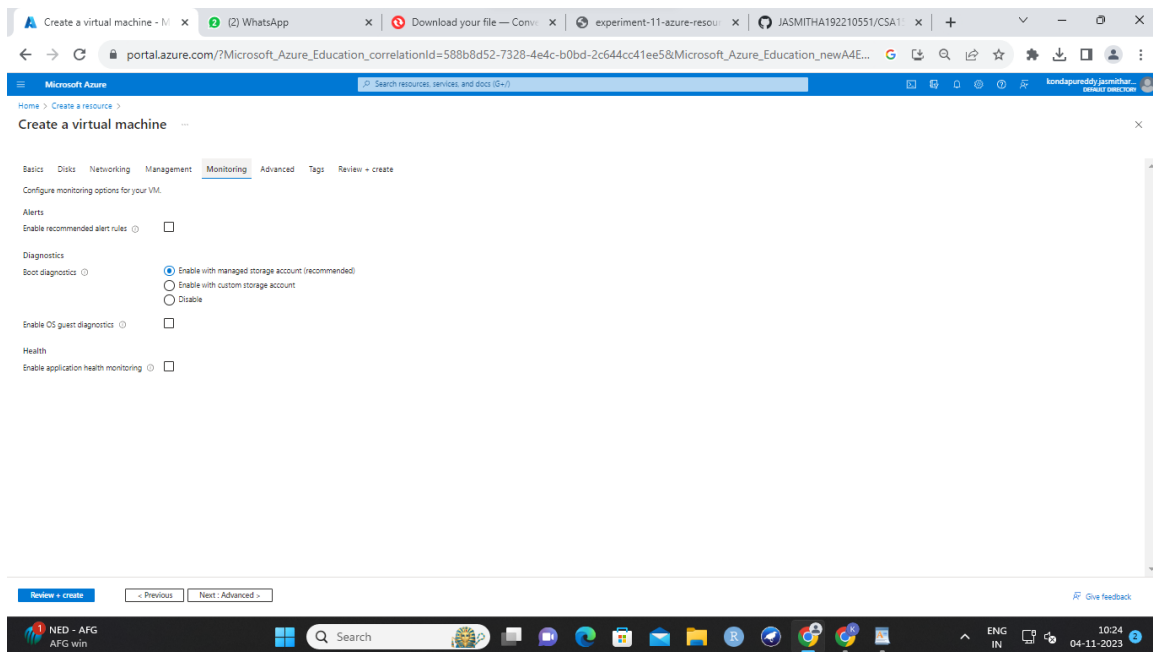 Create a virtual machine - M
(2) WhatsApp
Download your file — Conve
experiment-11-azure-resour
JASMITHA192210551/CSA15
portal.azure.com/?Microsoft_Azure_Education_correlationId=588b8d52-7328-4e4c-b0bd-2c644cc41ee5&Microsoft_Azure_Education_newA4E...
Microsoft Azure
Search resources, services, and docs (G+/)
kondapureddy.jasmithar...
DEFAULT DIRECTORY
Home > Create a resource >
Create a virtual machine ...
Basics Disks Networking Management Monitoring Advanced Tags Review + create
Configure monitoring options for your VM.
Alerts
Enable recommended alert rules
Diagnostics
Boot diagnostics
Enable with managed storage account (recommended)
Enable with custom storage account
Disable
Enable OS guest diagnostics
Health
Enable application health monitoring
Review + create
< Previous
Next : Advanced >
Give feedback
1
NED - AFG
AFG win
Search
ENG
IN
10:24
04-11-2023
2